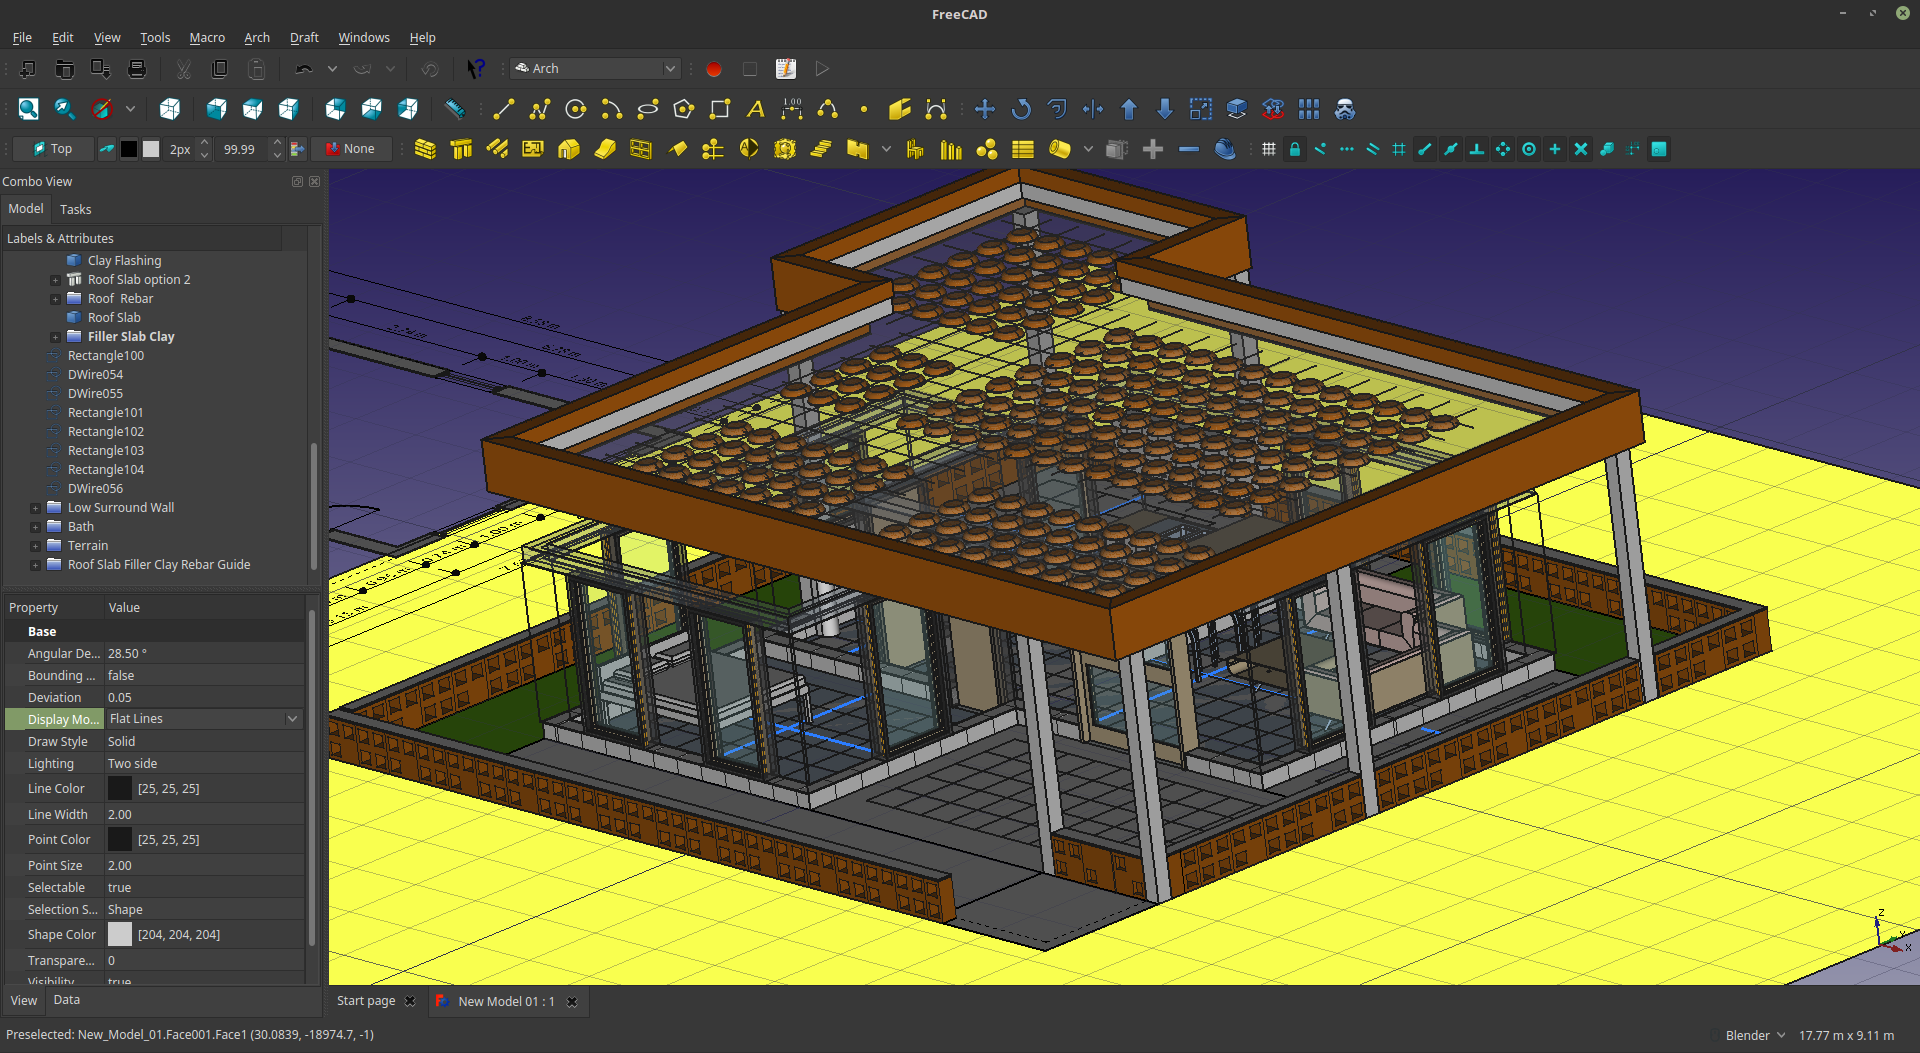 FreeCAD
File Edit View Tools Macro Arch Draft Windows Help
Arch
A 1.00
Top 2px 99.99 None
Combo View
Model Tasks
Labels & Attributes
Clay Flashing
Roof Slab option 2
Roof Rebar
Roof Slab
Filler Slab Clay
Rectangle100
DWire054
DWire055
Rectangle101
Rectangle102
Rectangle103
Rectangle104
DWire056
Low Surround Wall
Bath
Terrain
Roof Slab Filler Clay Rebar Guide
Property Value
Base
Angular De... 28.50 °
Bounding ... false
Deviation 0.05
Display Mo... Flat Lines
Draw Style Solid
Lighting Two side
Line Color [25, 25, 25]
Line Width 2.00
Point Color [25, 25, 25]
Point Size 2.00
Selectable true
Selection S... Shape
Shape Color [204, 204, 204]
Transpare... 0
Visibility true
View Data
Z
Y
X
Start page New Model 01 : 1
Preselected: New_Model_01.Face001.Face1 (30.0839, -18974.7, -1)
Blender 17.77 m x 9.11 m